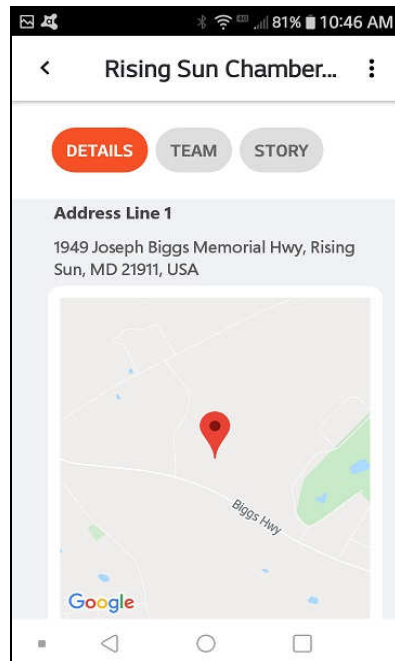 81% 10:46 AM
Rising Sun Chamber...
DETAILS TEAM STORY
Address Line 1
1949 Joseph Biggs Memorial Hwy, Rising
Sun, MD 21911, USA
Biggs Hwy
Google